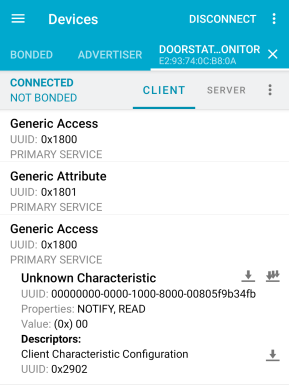 Devices
DISCONNECT
BONDED
ADVERTISER
DOORSTAT...ONITOR
E2:93:74:0C:B8:0A
CONNECTED
NOT BONDED
CLIENT
SERVER
Generic Access
UUID: 0x1800
PRIMARY SERVICE
Generic Attribute
UUID: 0x1801
PRIMARY SERVICE
Generic Access
UUID: 0x1800
PRIMARY SERVICE
Unknown Characteristic
UUID: 00000000-0000-1000-8000-00805f9b34fb
Properties: NOTIFY, READ
Value: (0x) 00
Descriptors:
Client Characteristic Configuration
UUID: 0x2902